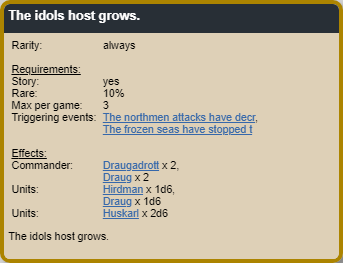 The idols host grows.
Rarity: always
Requirements:
Story: yes
Rare: 10%
Max per game: 3
Triggering events: The northmen attacks have decr,
The frozen seas have stopped t
Effects:
Commander: Draugadrott x 2,
Draug x 2
Units: Hirdman x 1d6,
Draug x 1d6
Units: Huskarl x 2d6
The idols host grows.